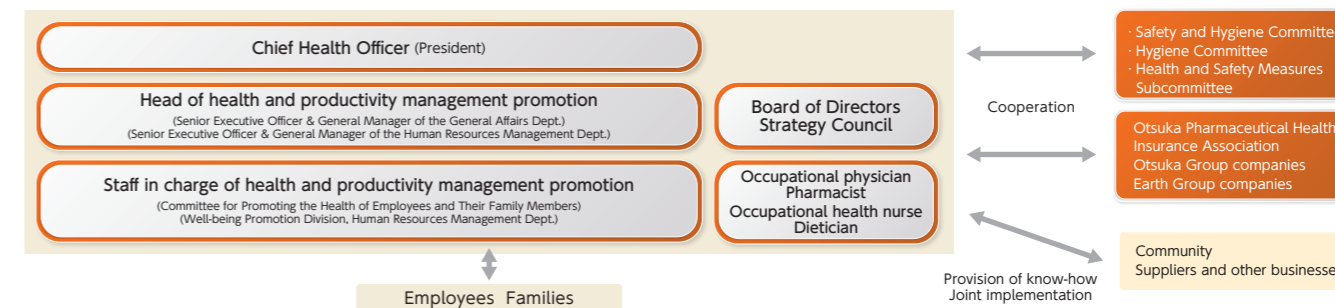 Chief Health Officer (President)
Head of health and productivity management promotion
(Senior Executive Officer & General Manager of the General Affairs Dept.)
(Senior Executive Officer & General Manager of the Human Resources Management Dept.)
Board of Directors
Strategy Council
Staff in charge of health and productivity management promotion
(Committee for Promoting the Health of Employees and Their Family Members)
(Well-being Promotion Division, Human Resources Management Dept.)
Occupational physician
Pharmacist
Occupational health nurse
Dietician
Employees Families
Cooperation
Provision of know-how
Joint implementation
· Safety and Hygiene Committe
· Hygiene Committee
· Health and Safety Measures
Subcommittee
Otsuka Pharmaceutical Health
Insurance Association
Otsuka Group companies
Earth Group companies
Community
Suppliers and other businesse